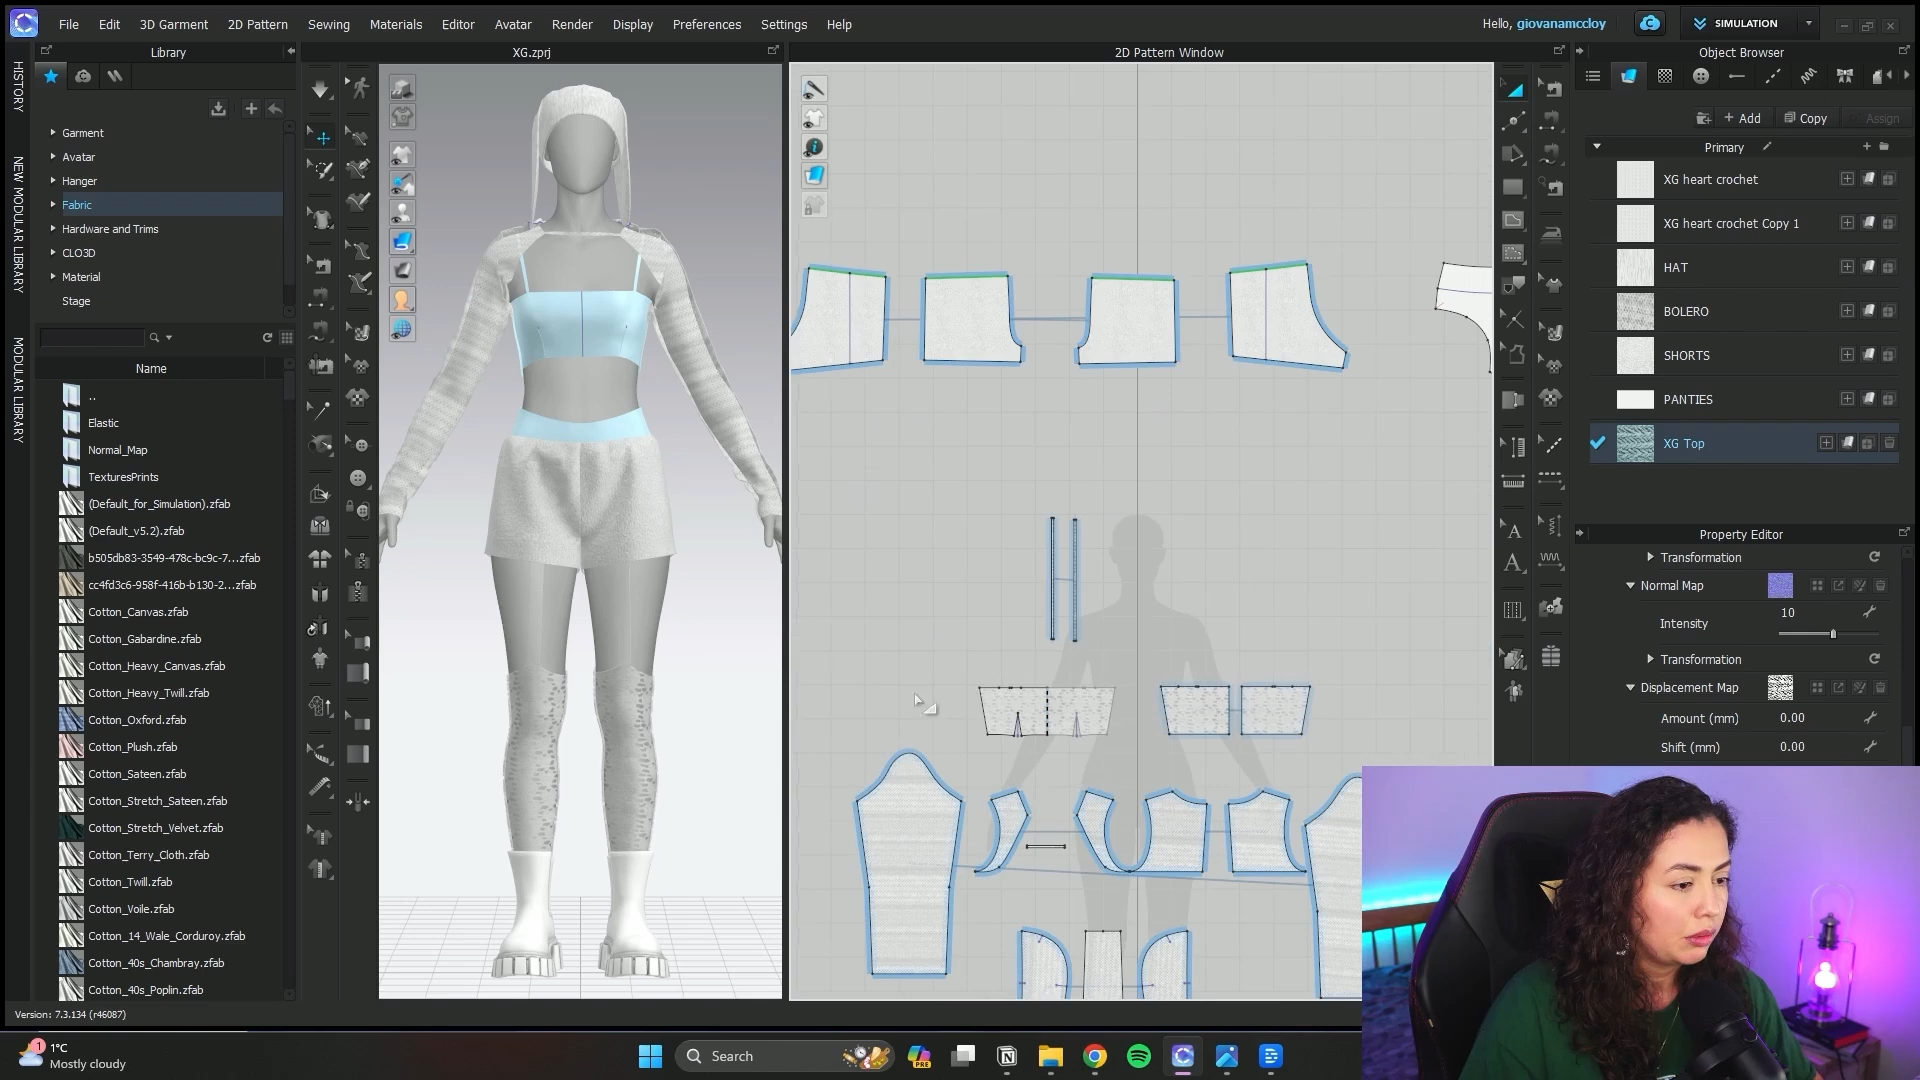 File Edit 3D Garment 2D Pattern Sewing Materials Editor Avatar Render Display Preferences Settings Help
Hello, giovanamccloy
SIMULATION
Library
XG.zprj
2D Pattern Window
Object Browser
HISTORY
NEW MODULAR LIBRARY
MODULAR LIBRARY
Garment
Avatar
Hanger
Fabric
Hardware and Trims
CLO3D
Material
Stage
Name
..
Elastic
Normal_Map
TexturesPrints
(Default_for_Simulation).zfab
(Default_v5.2).zfab
b505db83-3549-478c-bc9c-7...zfab
cc4fd3c6-958f-416b-b130-2...zfab
Cotton_Canvas.zfab
Cotton_Gabardine.zfab
Cotton_Heavy_Canvas.zfab
Cotton_Heavy_Twill.zfab
Cotton_Oxford.zfab
Cotton_Plush.zfab
Cotton_Sateen.zfab
Cotton_Stretch_Sateen.zfab
Cotton_Stretch_Velvet.zfab
Cotton_Terry_Cloth.zfab
Cotton_Twill.zfab
Cotton_Voile.zfab
Cotton_14_Wale_Corduroy.zfab
Cotton_40s_Chambray.zfab
Cotton_40s_Poplin.zfab
Add
Copy
Assign
Primary
XG heart crochet
XG heart crochet Copy 1
HAT
BOLERO
SHORTS
PANTIES
XG Top
Property Editor
Transformation
Normal Map
Intensity
10
Transformation
Displacement Map
Amount (mm) 0.00
Shift (mm) 0.00
Version: 7.3.134 (r46087)
1
1°C
Mostly cloudy
Search
PRE